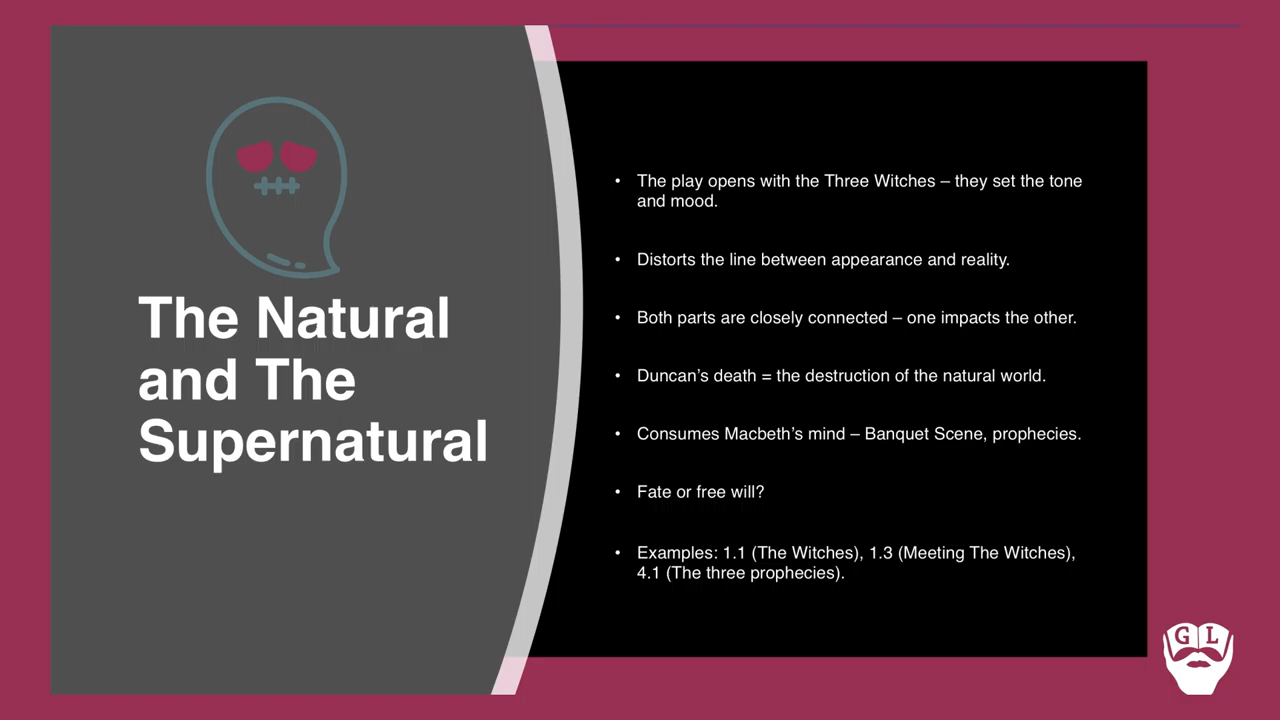 The Natural
and The
Supernatural
• The play opens with the Three Witches – they set the tone
and mood.
• Distorts the line between appearance and reality.
• Both parts are closely connected – one impacts the other.
• Duncan’s death = the destruction of the natural world.
• Consumes Macbeth’s mind – Banquet Scene, prophecies.
• Fate or free will?
• Examples: 1.1 (The Witches), 1.3 (Meeting The Witches),
4.1 (The three prophecies).
G L